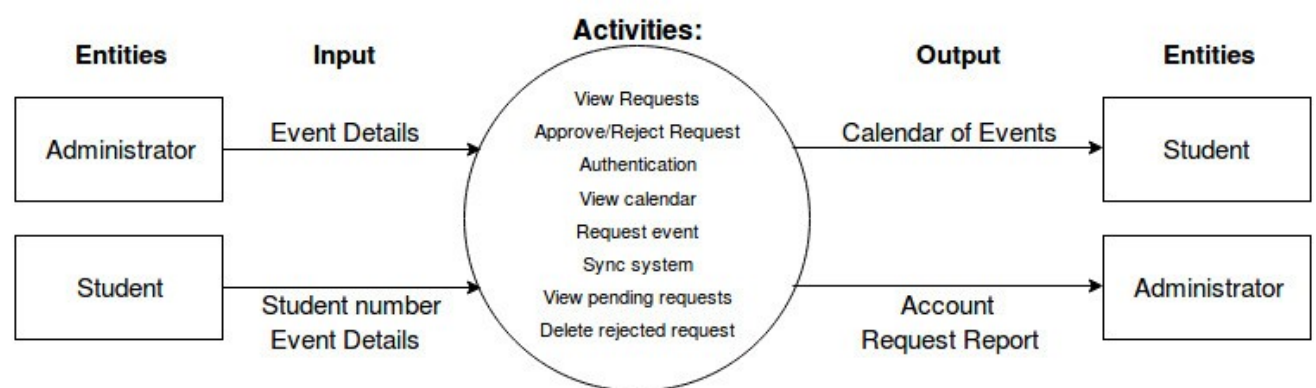 Activities:
Entities
Input
Output
Entities
View Requests
Approve/Reject Request
Authentication
View calendar
Request event
Sync system
View pending requests
Delete rejected request
Administrator
Event Details
Calendar of Events
Student
Student
Student number
Event Details
Account
Request Report
Administrator